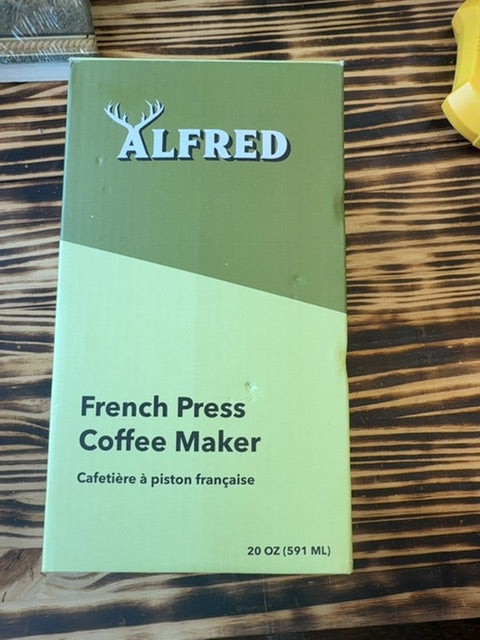 ALFRED
French Press
Coffee Maker
Cafetière à piston française
20 OZ (591 ML)